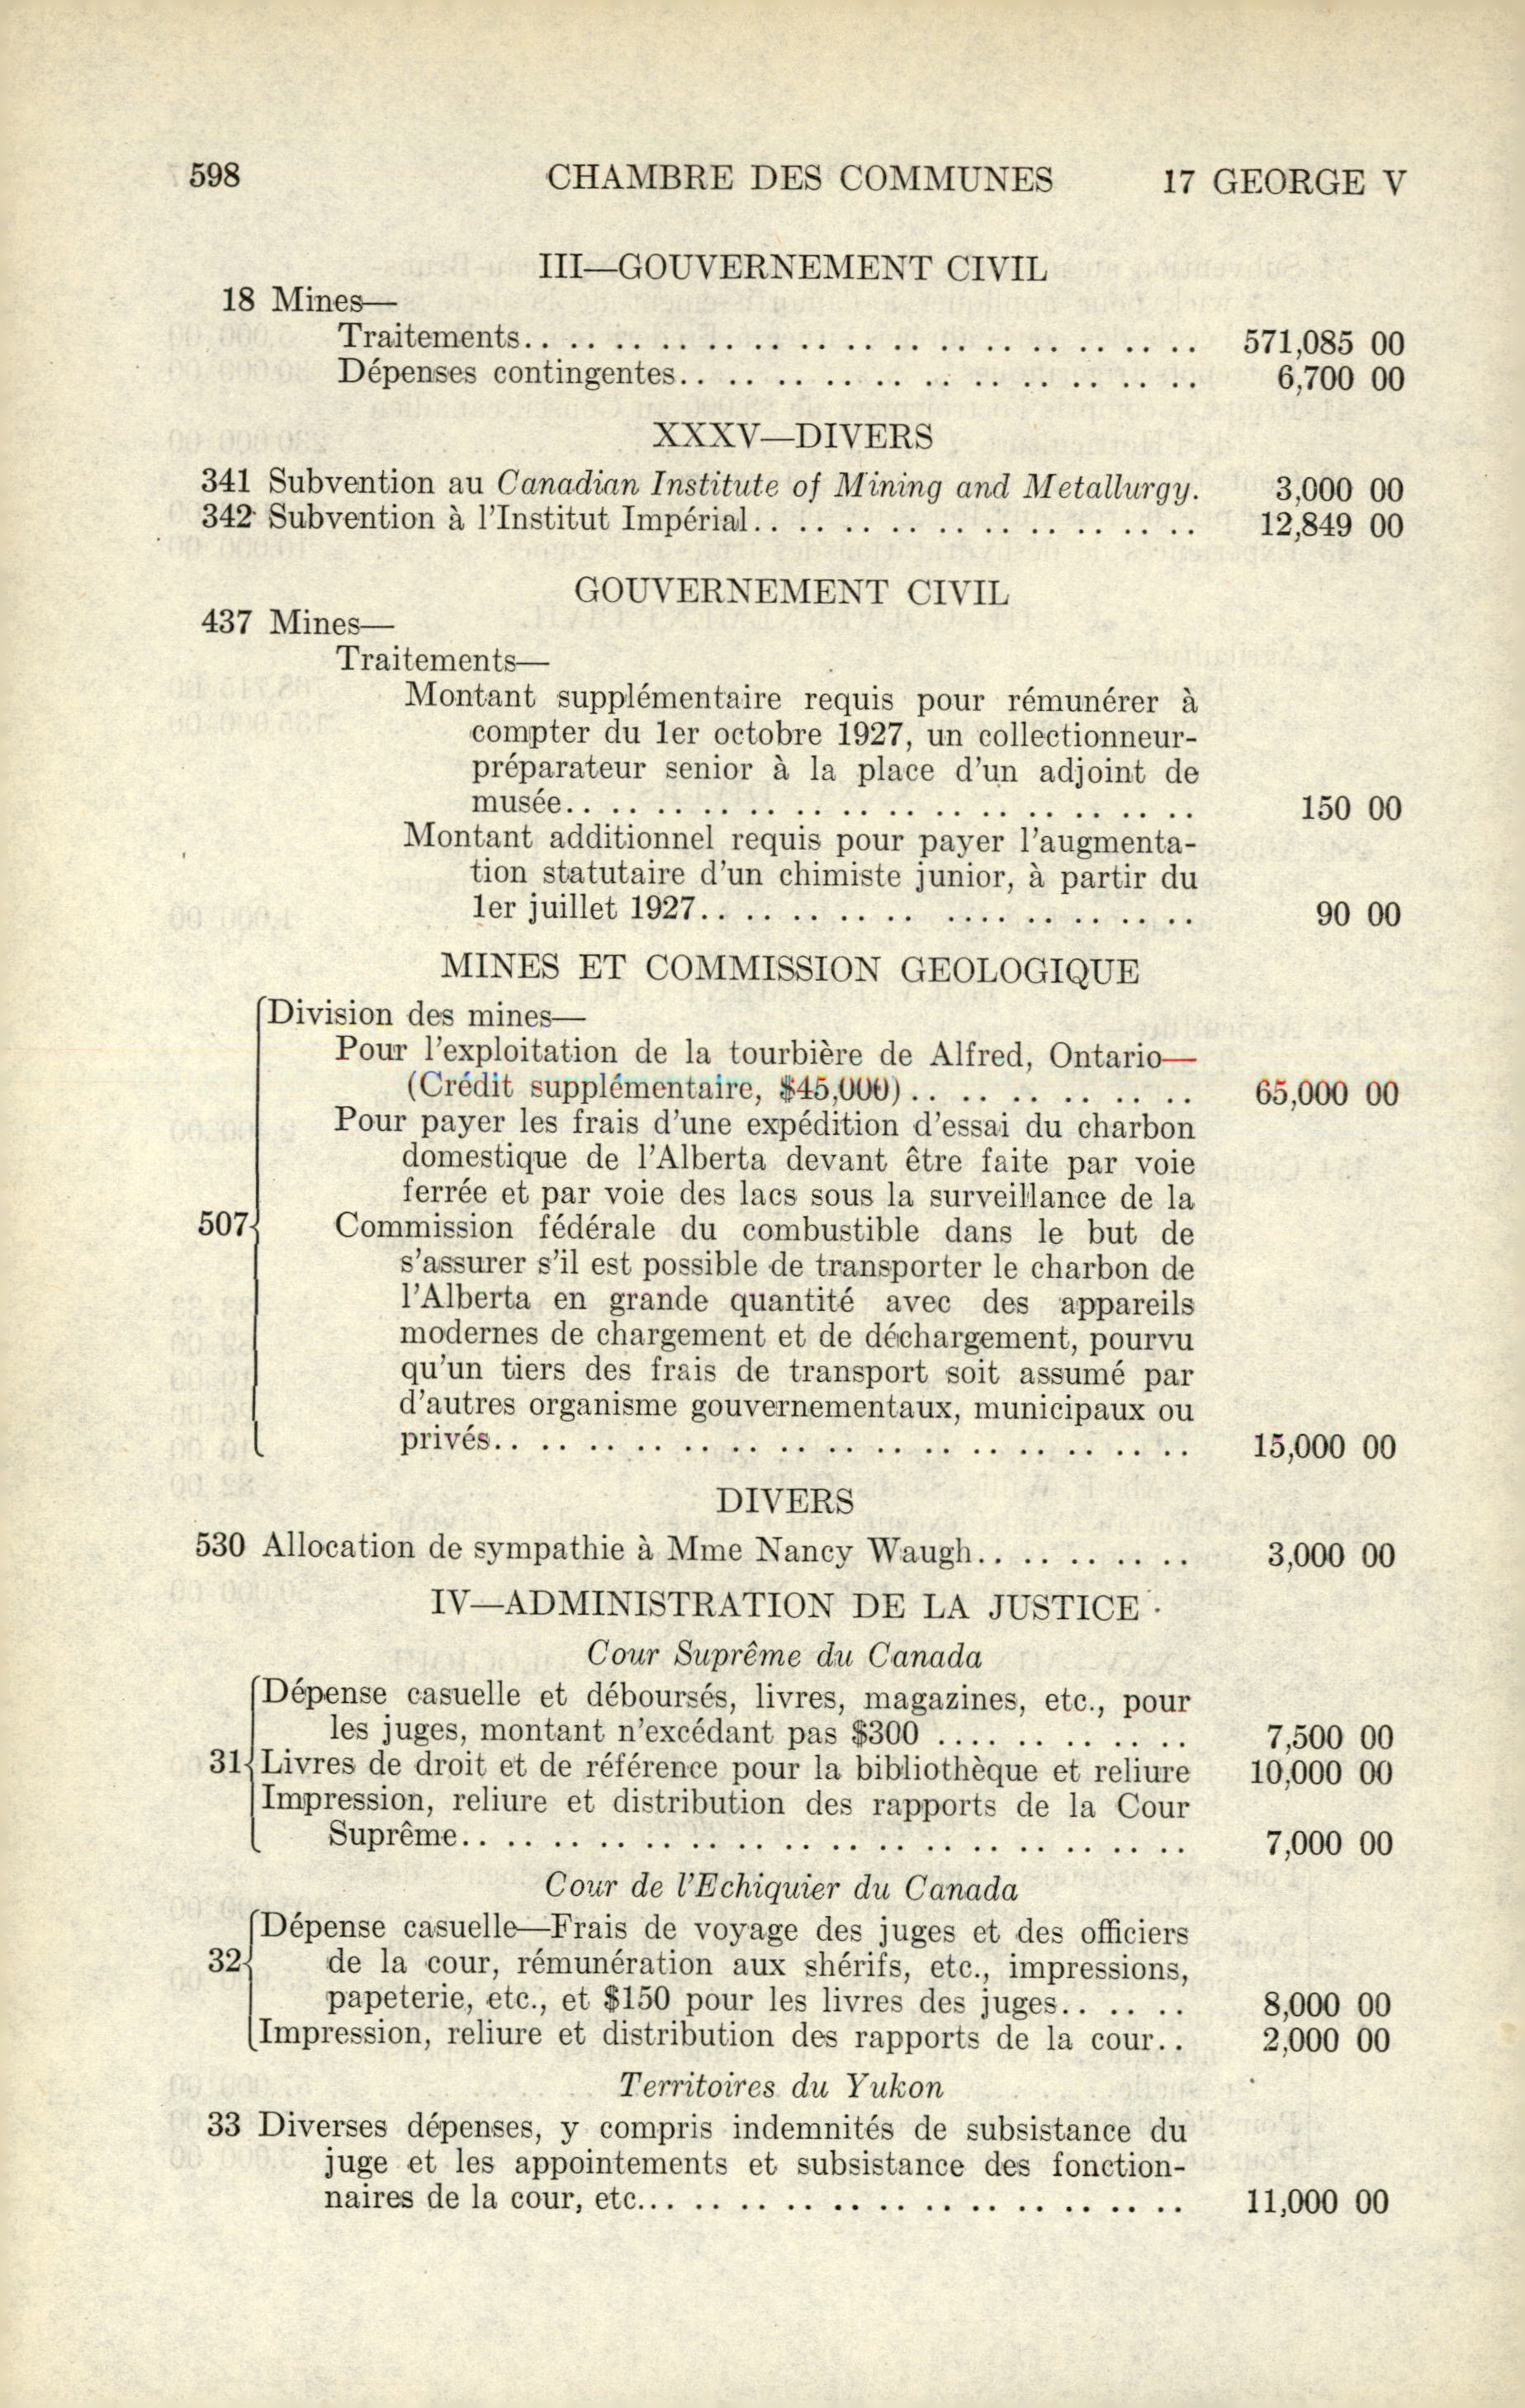 598 CHAMBRE DES COMMUNES 17 GEORGE V
III—GOUVERNEMENT CIVIL
18 Mines—
Traitements.. .. .. .. .. .. .. .. .. .. .. .. .. .. .. 571,085 00
Dépenses contingentes.. .. .. .. .. .. .. .. .. .. .. 6,700 00
XXXV—DIVERS
341 Subvention au Canadian Institute of Mining and Metallurgy. 3,000 00
342 Subvention à l'Institut Impérial.. .. .. .. .. .. .. .. .. .. 12,849 00
GOUVERNEMENT CIVIL
437 Mines—
Traitements—
Montant supplémentaire requis pour rémunérer à
compter du 1er octobre 1927, un collectionneur-
préparateur senior à la place d'un adjoint de
musée.. .. .. .. .. .. .. .. .. .. .. .. .. .. 150 00
Montant additionnel requis pour payer l'augmenta-
tion statutaire d'un chimiste junior, à partir du
1er juillet 1927.. .. .. .. .. .. .. .. .. .. .. 90 00
MINES ET COMMISSION GEOLOGIQUE
Division des mines—
Pour l'exploitation de la tourbière de Alfred, Ontario—
(Crédit supplémentaire, $45,000).. .. .. .. .. .. 65,000 00
Pour payer les frais d'une expédition d'essai du charbon
domestique de l'Alberta devant être faite par voie
ferrée et par voie des lacs sous la surveillance de la
507 Commission fédérale du combustible dans le but de
s'assurer s'il est possible de transporter le charbon de
l'Alberta en grande quantité avec des appareils
modernes de chargement et de déchargement, pourvu
qu'un tiers des frais de transport soit assumé par
d'autres organisme gouvernementaux, municipaux ou
privés.. .. .. .. .. .. .. .. .. .. .. .. .. .. .. 15,000 00
DIVERS
530 Allocation de sympathie à Mme Nancy Waugh.. .. .. .. .. 3,000 00
IV—ADMINISTRATION DE LA JUSTICE
Cour Suprême du Canada
Dépense casuelle et déboursés, livres, magazines, etc., pour
les juges, montant n'excédant pas $300 .. .. .. .. .. .. 7,500 00
31 Livres de droit et de référence pour la bibliothèque et reliure 10,000 00
Impression, reliure et distribution des rapports de la Cour
Suprême.. .. .. .. .. .. .. .. .. .. .. .. .. .. .. .. 7,000 00
Cour de l'Echiquier du Canada
Dépense casuelle—Frais de voyage des juges et des officiers
32 de la cour, rémunération aux shérifs, etc., impressions,
papeterie, etc., et $150 pour les livres des juges.. .. .. 8,000 00
Impression, reliure et distribution des rapports de la cour.. 2,000 00
Territoires du Yukon
33 Diverses dépenses, y compris indemnités de subsistance du
juge et les appointements et subsistance des fonction-
naires de la cour, etc... .. .. .. .. .. .. .. .. .. .. .. 11,000 00